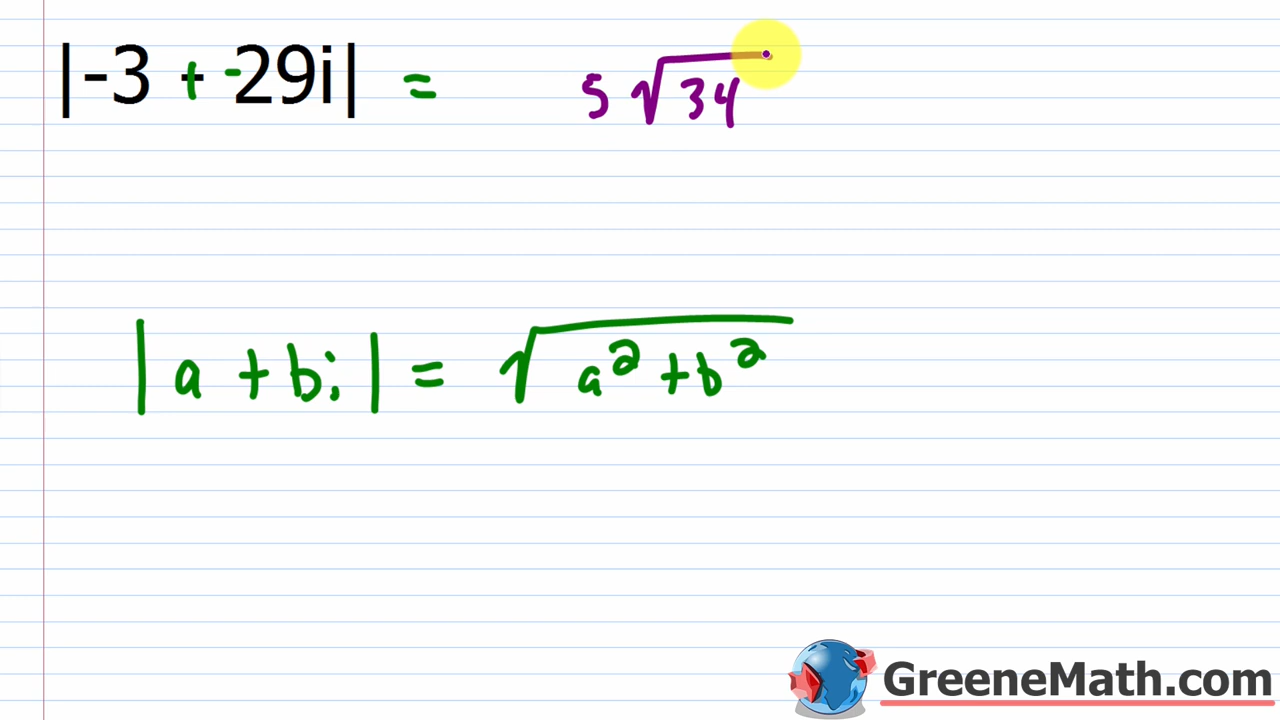 |-3 + -29i| = 5√34
|a + bi| = √a² + b²
GreeneMath.com